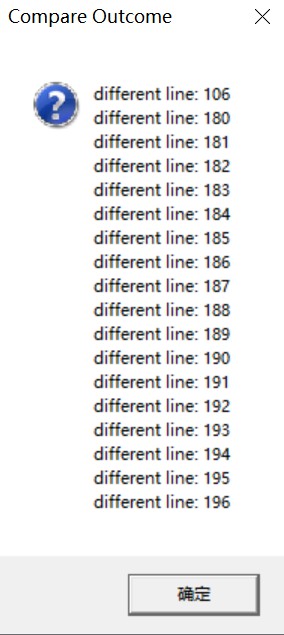 Compare Outcome
different line: 106
different line: 180
different line: 181
different line: 182
different line: 183
different line: 184
different line: 185
different line: 186
different line: 187
different line: 188
different line: 189
different line: 190
different line: 191
different line: 192
different line: 193
different line: 194
different line: 195
different line: 196
确定